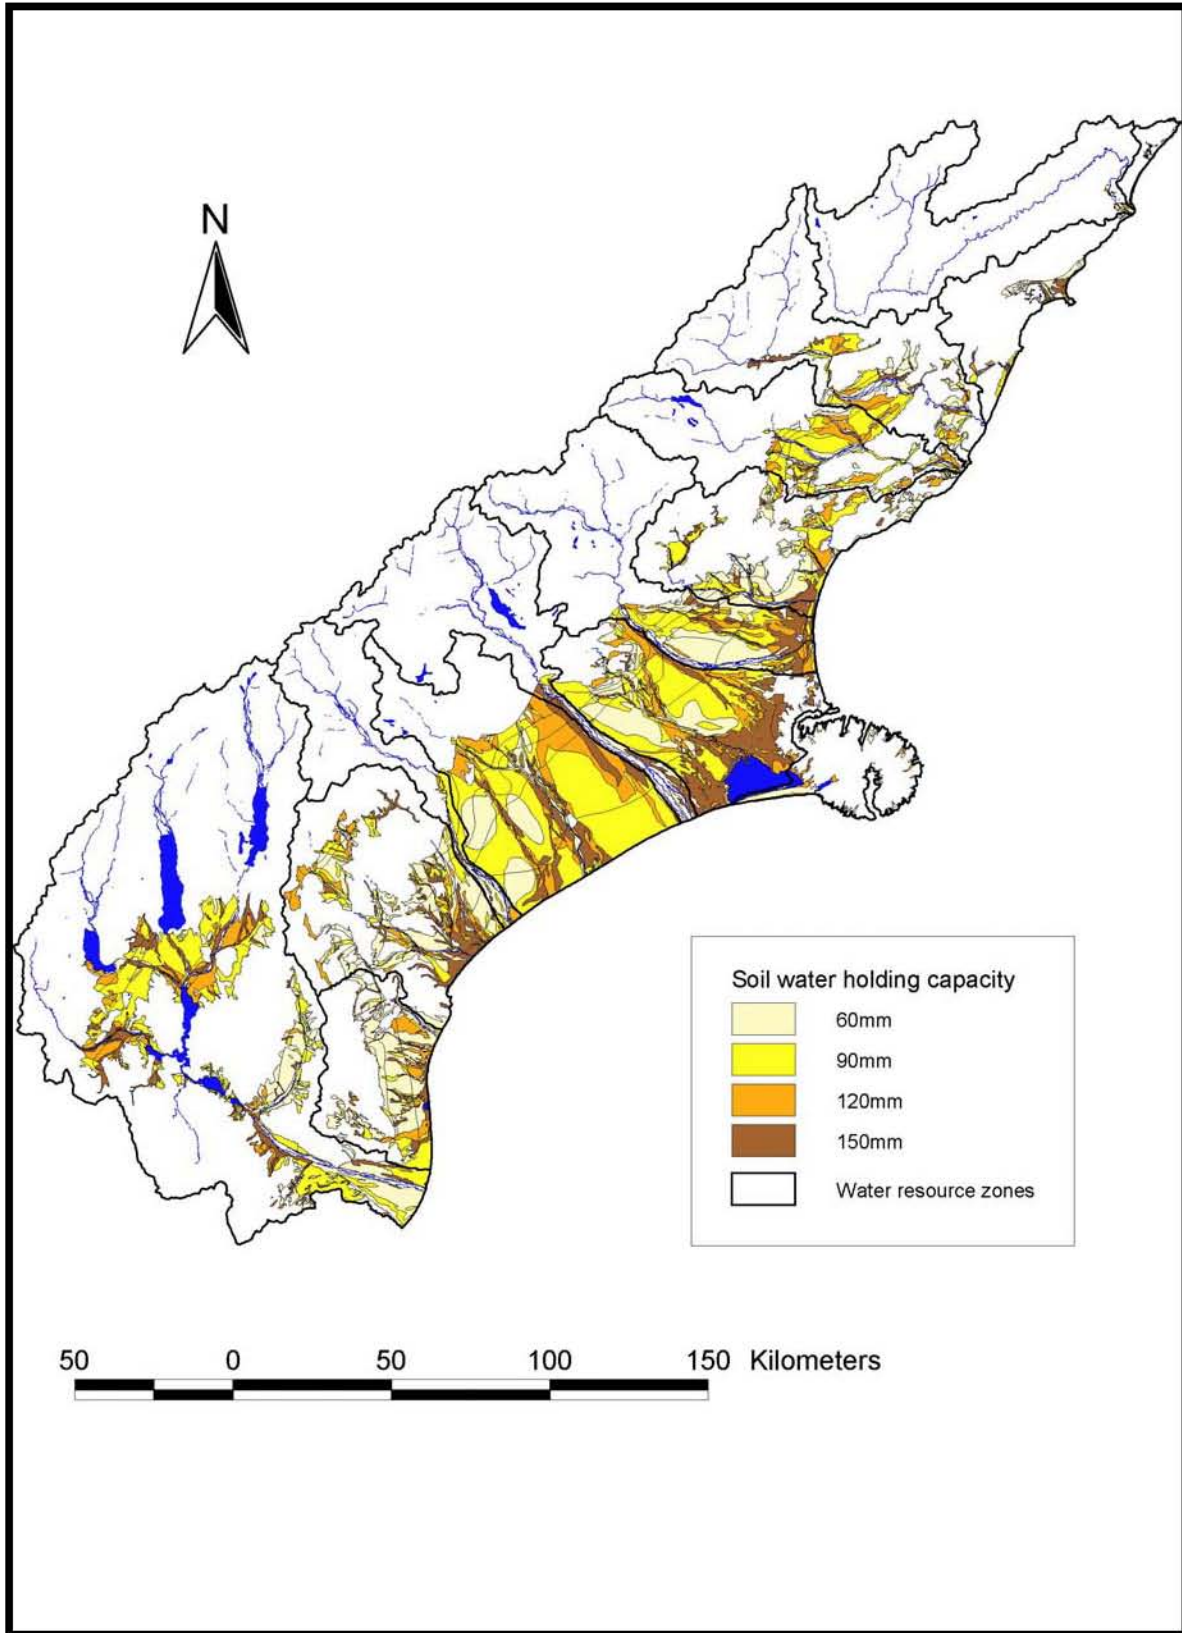 N
Soil water holding capacity
60mm
90mm
120mm
150mm
Water resource zones
50 0 50 100 150 Kilometers